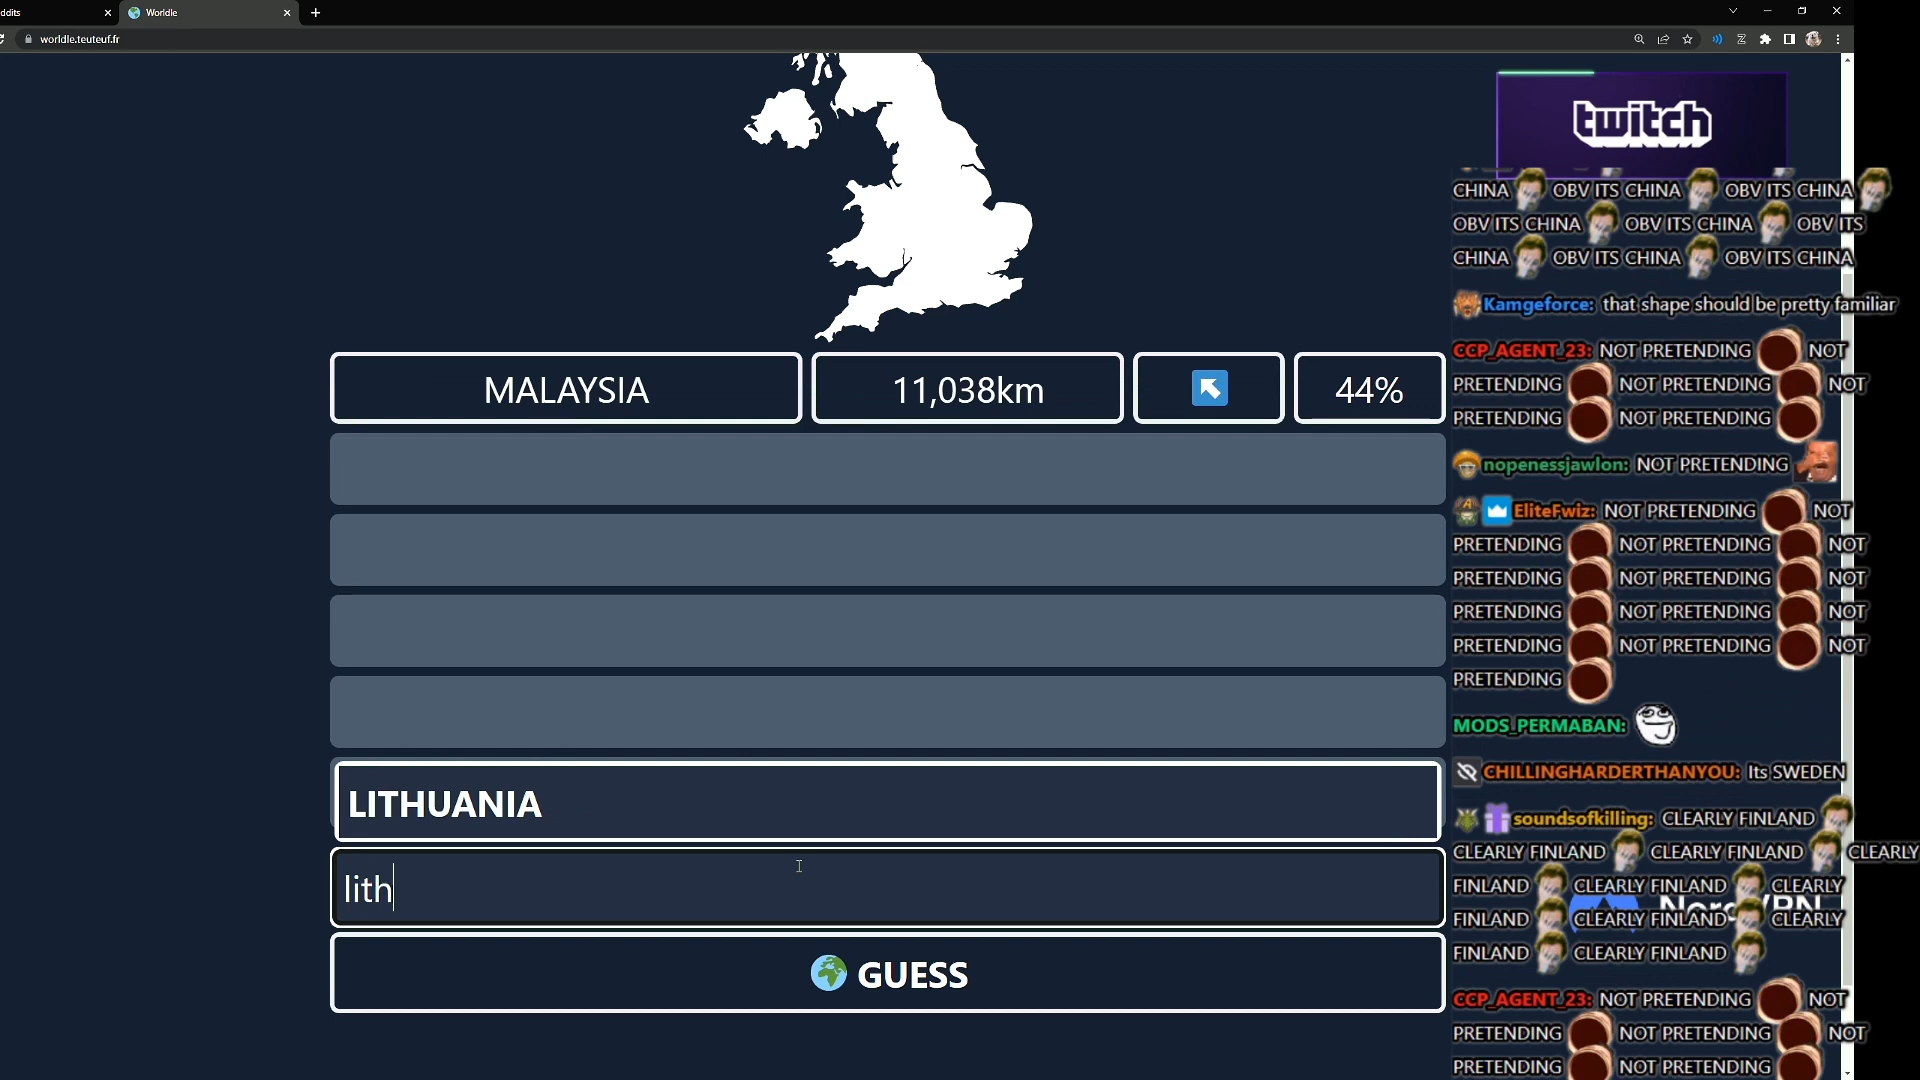 ddits
Worldle
worldle.teuteuf.fr
twitch
CHINA OBV ITS CHINA OBV ITS CHINA
OBV ITS CHINA OBV ITS CHINA OBV ITS
CHINA OBV ITS CHINA OBV ITS CHINA
Kamgeforce: that shape should be pretty familiar
MALAYSIA 11,038km 44%
CCP_AGENT_23: NOT PRETENDING NOT
PRETENDING NOT PRETENDING NOT
PRETENDING NOT PRETENDING
nopenessjawlon: NOT PRETENDING
EliteFwiz: NOT PRETENDING NOT
PRETENDING NOT PRETENDING NOT
PRETENDING NOT PRETENDING NOT
PRETENDING NOT PRETENDING NOT
PRETENDING NOT PRETENDING NOT
PRETENDING
MODS_PERMABAN:
CHILLINGHARDERTHANYOU: Its SWEDEN
LITHUANIA
soundsofkilling: CLEARLY FINLAND
CLEARLY FINLAND CLEARLY FINLAND CLEARLY
FINLAND CLEARLY FINLAND CLEARLY
FINLAND CLEARLY FINLAND CLEARLY
FINLAND CLEARLY FINLAND
lith
GUESS
CCP_AGENT_23: NOT PRETENDING NOT
PRETENDING NOT PRETENDING NOT
PRETENDING NOT PRETENDING NOT